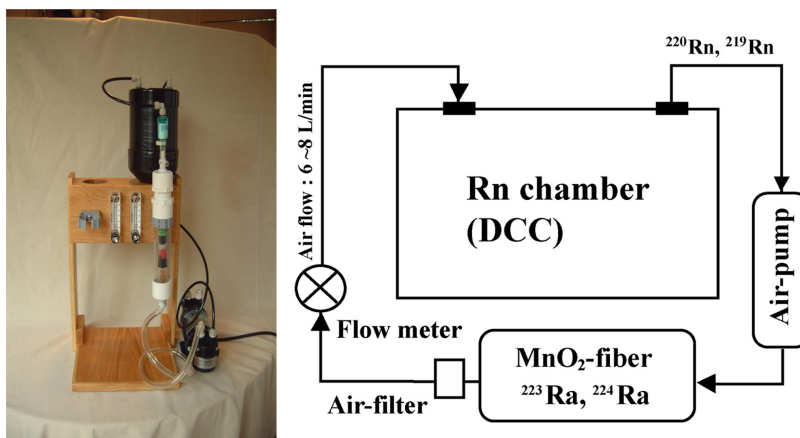 ²²⁰Rn, ²¹⁹Rn
Air flow : 6 ~8 L/min
Rn chamber
(DCC)
Air-pump
Flow meter
MnO₂-fiber
²²³Ra, ²²⁴Ra
Air-filter